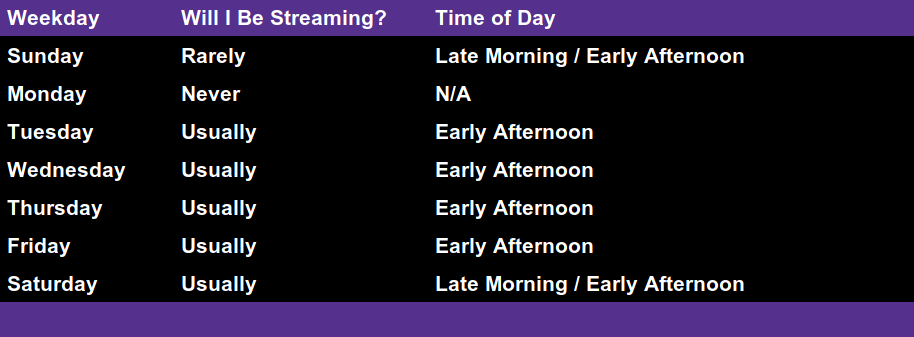 Weekday Will I Be Streaming? Time of Day
Sunday Rarely Late Morning / Early Afternoon
Monday Never N/A
Tuesday Usually Early Afternoon
Wednesday Usually Early Afternoon
Thursday Usually Early Afternoon
Friday Usually Early Afternoon
Saturday Usually Late Morning / Early Afternoon